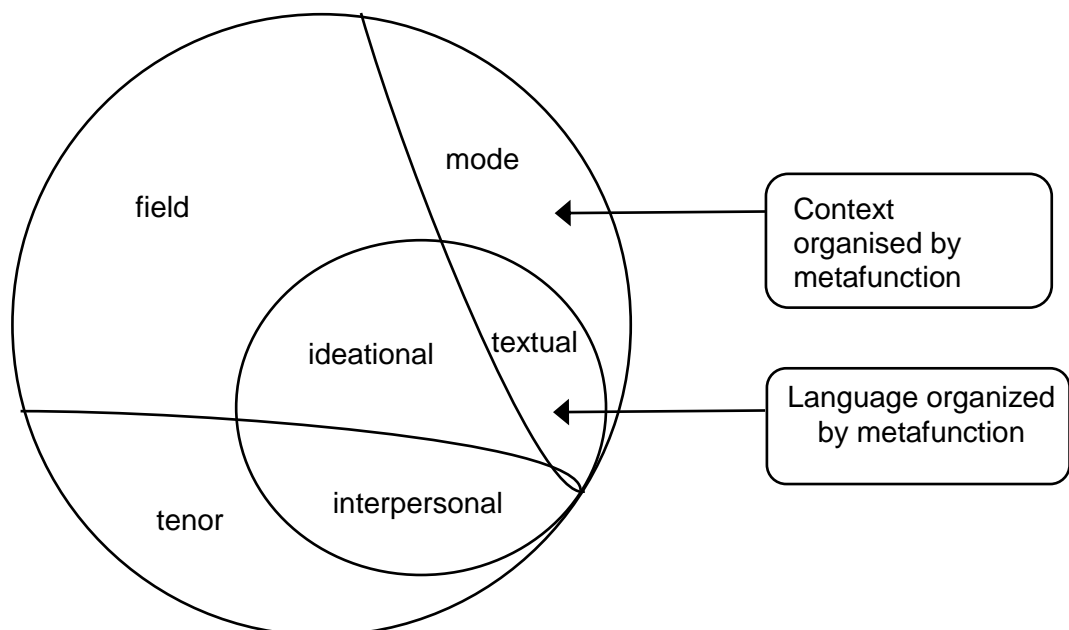 mode
field
Context
organised by
metafunction
ideational
textual
Language organized
by metafunction
interpersonal
tenor